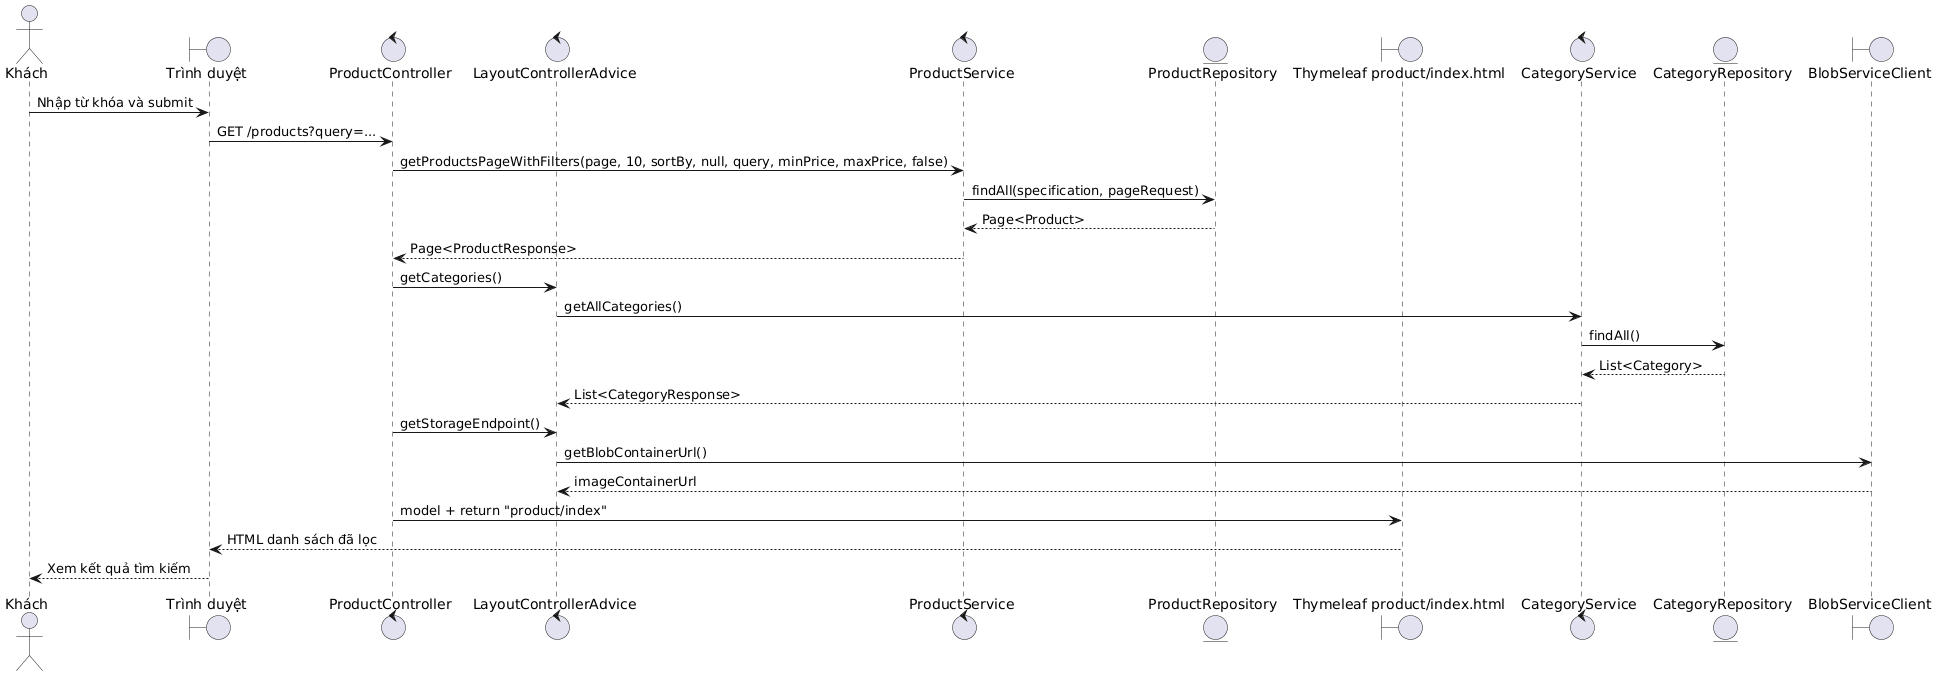 Khách
Trình duyệt
ProductController
LayoutControllerAdvice
ProductService
ProductRepository
Thymeleaf product/index.html
CategoryService
CategoryRepository
BlobServiceClient
Nhập từ khóa và submit
GET /products?query=...
getProductsPageWithFilters(page, 10, sortBy, null, query, minPrice, maxPrice, false)
findAll(specification, pageRequest)
Page<Product>
Page<ProductResponse>
getCategories()
getAllCategories()
findAll()
List<Category>
List<CategoryResponse>
getStorageEndpoint()
getBlobContainerUrl()
imageContainerUrl
model + return "product/index"
HTML danh sách đã lọc
Xem kết quả tìm kiếm
Khách
Trình duyệt
ProductController
LayoutControllerAdvice
ProductService
ProductRepository
Thymeleaf product/index.html
CategoryService
CategoryRepository
BlobServiceClient